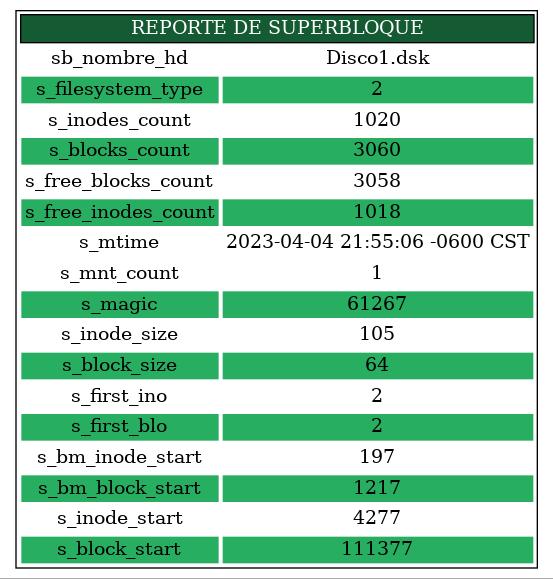 REPORTE DE SUPERBLOQUE
sb_nombre_hd Disco1.dsk
s_filesystem_type 2
s_inodes_count 1020
s_blocks_count 3060
s_free_blocks_count 3058
s_free_inodes_count 1018
s_mtime 2023-04-04 21:55:06 -0600 CST
s_mnt_count 1
s_magic 61267
s_inode_size 105
s_block_size 64
s_first_ino 2
s_first_blo 2
s_bm_inode_start 197
s_bm_block_start 1217
s_inode_start 4277
s_block_start 111377